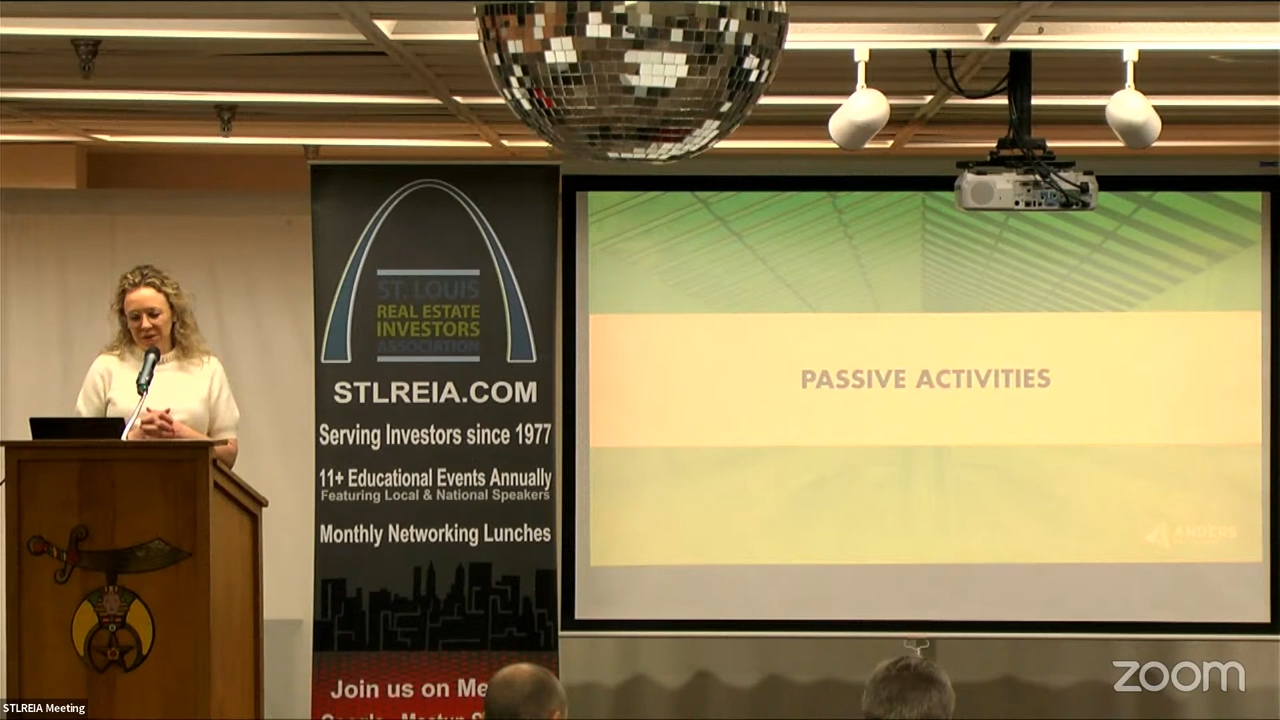 ST. LOUIS
REAL ESTATE
INVESTORS
ASSOCIATION
STLREIA.COM
Serving Investors since 1977
11+ Educational Events Annually
Featuring Local & National Speakers
Monthly Networking Lunches
Join us on Me
PASSIVE ACTIVITIES
ANDERS
zoom
STLREIA Meeting